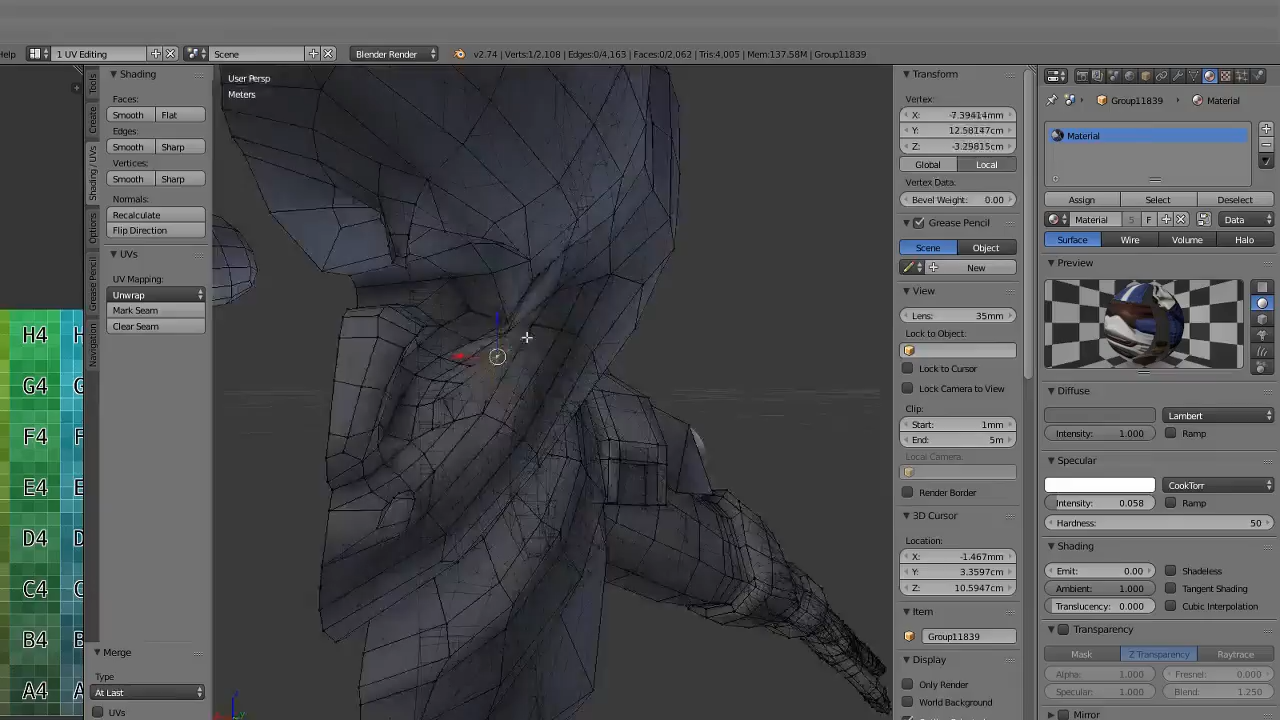 Help 1 UV Editing Scene Blender Render v2.74 | Verts:1/2,108 | Edges:0/4,163 | Faces:0/2,062 | Tris:4,005 | Mem:137.58M | Group11839
H4
G4
F4
E4
D4
C4
B4
A4
Tools
Create
Shading / UVs
Options
Grease Pencil
Navigation
Shading
Faces:
Smooth Flat
Edges:
Smooth Sharp
Vertices:
Smooth Sharp
Normals:
Recalculate
Flip Direction
UVs
UV Mapping:
Unwrap
Mark Seam
Clear Seam
Merge
Type
At Last
UVs
User Persp
Meters
Transform
Vertex:
X: -7.39414mm
Y: 12.58147cm
Z: -3.29815cm
Global Local
Vertex Data:
Bevel Weight: 0.00
Grease Pencil
Scene Object
New
View
Lens: 35mm
Lock to Object:
Lock to Cursor
Lock Camera to View
Clip:
Start: 1mm
End: 5m
Local Camera:
Render Border
3D Cursor
Location:
X: -1.467mm
Y: 3.3597cm
Z: 10.5947cm
Item
Group11839
Display
Only Render
World Background
Group11839 Material
Material
Assign Select Deselect
Material 5 F Data
Surface Wire Volume Halo
Preview
Diffuse
Lambert
Intensity: 1.000 Ramp
Specular
CookTorr
Intensity: 0.058 Ramp
Hardness: 50
Shading
Emit: 0.00 Shadeless
Ambient: 1.000 Tangent Shading
Translucency: 0.000 Cubic Interpolation
Transparency
Mask Z Transparency Raytrace
Alpha: 1.000 Fresnel: 0.000
Specular: 1.000 Blend: 1.250
Mirror